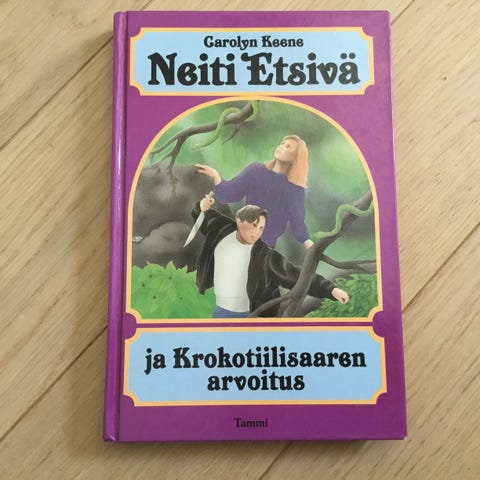 Carolyn Keene
Neiti Etsivä
ja Krokotiilisaaren
arvoitus
Tammi